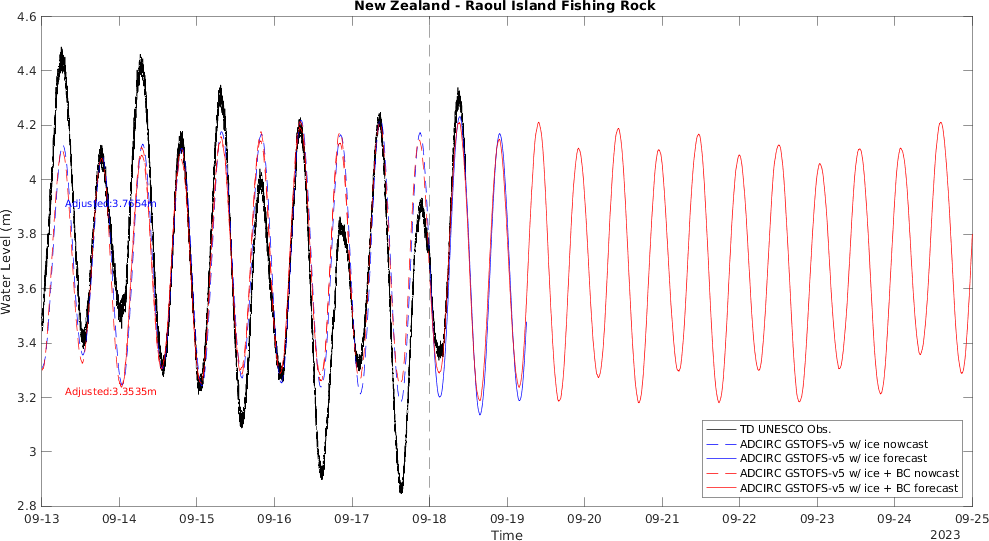 New Zealand - Raoul Island Fishing Rock
Water Level (m)
4.6
4.4
4.2
4
3.8
3.6
3.4
3.2
3
2.8
Adjusted:3.7654m
Adjusted:3.3535m
TD UNESCO Obs.
ADCIRC GSTOFS-v5 w/ ice nowcast
ADCIRC GSTOFS-v5 w/ ice forecast
ADCIRC GSTOFS-v5 w/ ice + BC nowcast
ADCIRC GSTOFS-v5 w/ ice + BC forecast
09-13 09-14 09-15 09-16 09-17 09-18 09-19 09-20 09-21 09-22 09-23 09-24 09-25
Time
2023